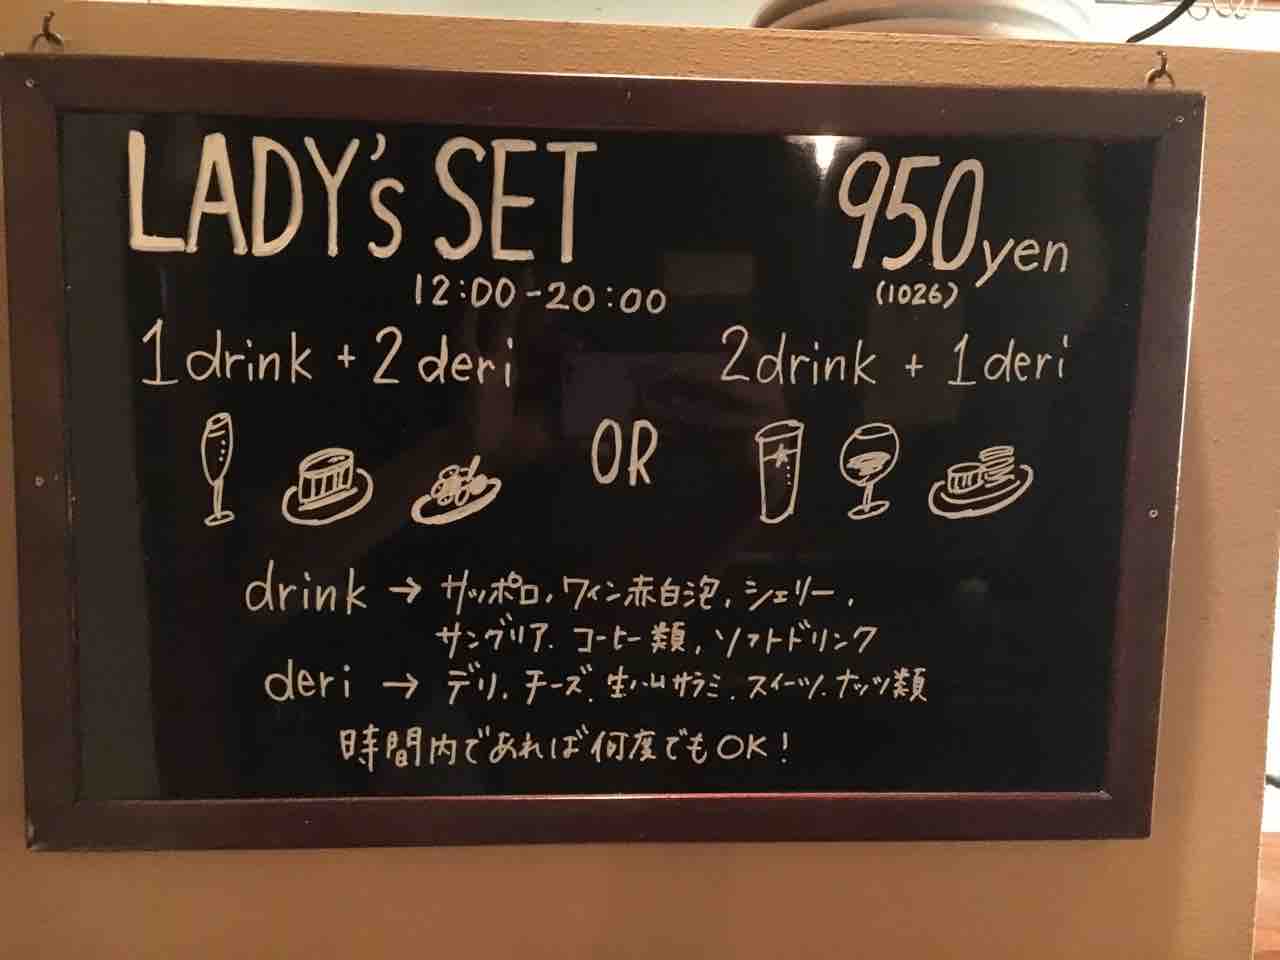 LADY's SET 950yen
12:00-20:00 (1026)
1drink + 2 deri OR 2drink + 1deri
drink → サッポロ, ワイン赤白泡, シェリー,
サングリア. コーヒー類, ソフトドリンク
deri → デリ, チーズ. 生ハムサラミ. スイーツ. ナッツ類
時間内であれば何度でもOK!